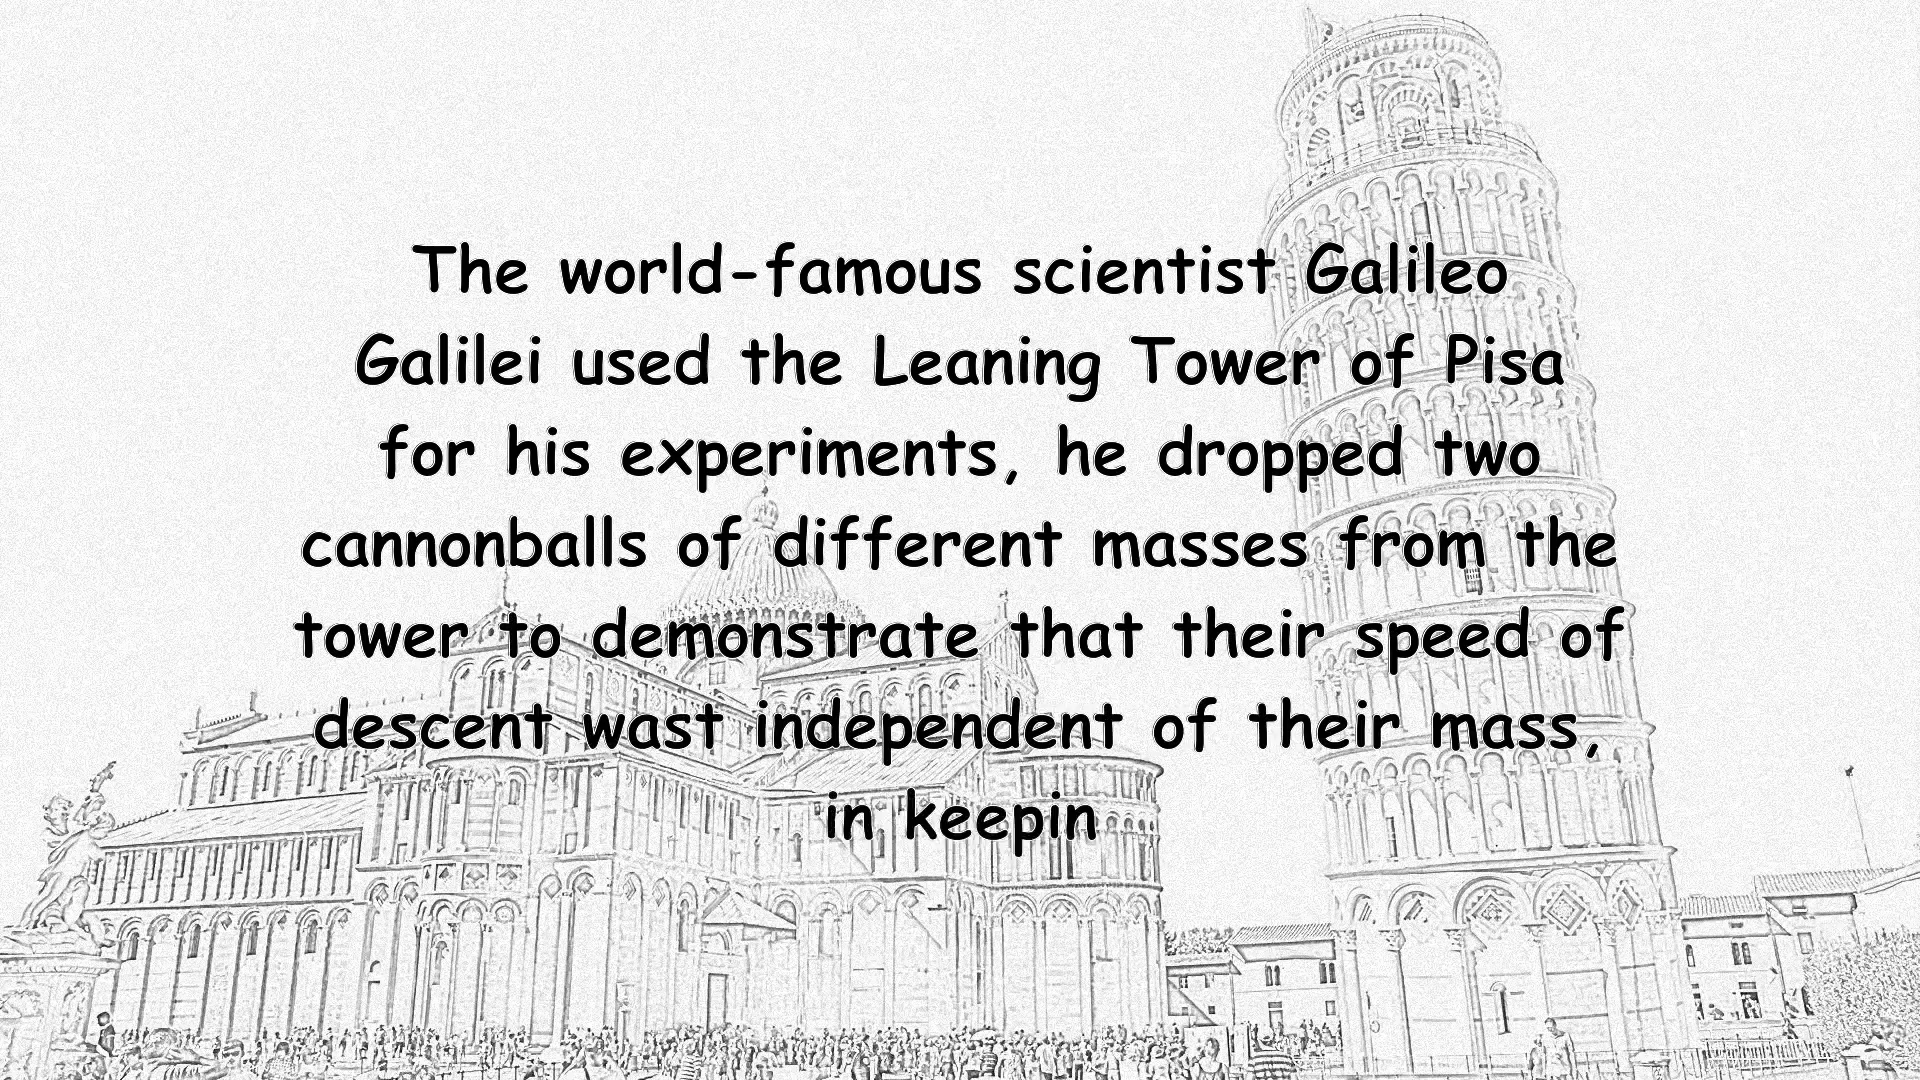 The world-famous scientist Galileo
Galilei used the Leaning Tower of Pisa
for his experiments, he dropped two
cannonballs of different masses from the
tower to demonstrate that their speed of
descent wast independent of their mass,
in keepin